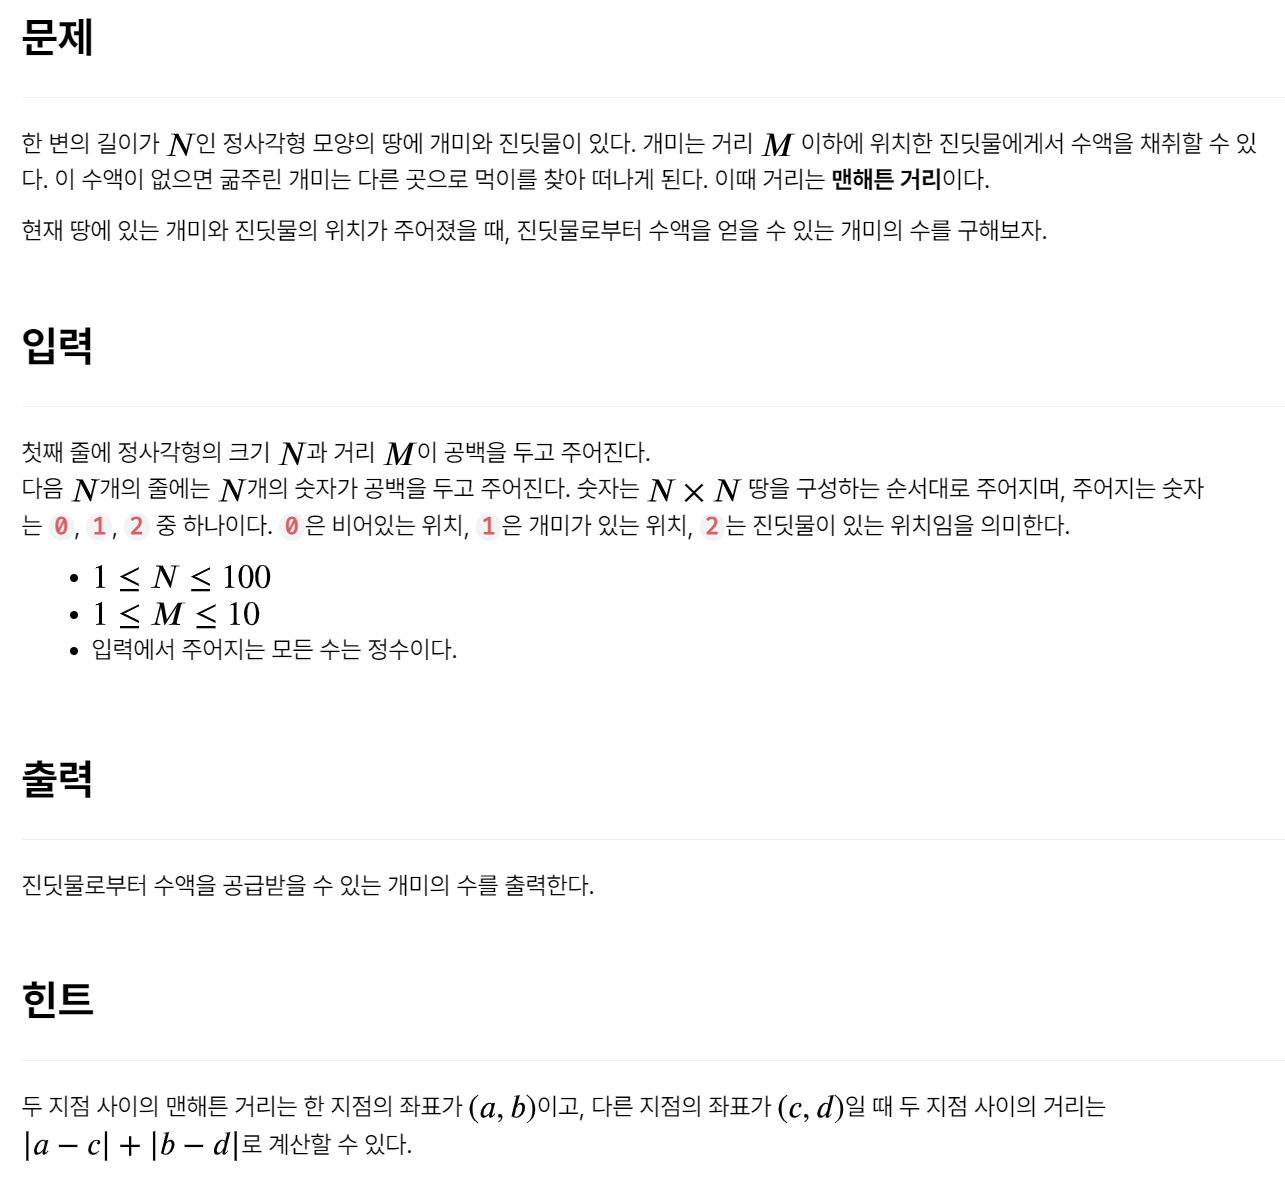 문제
한 변의 길이가 N인 정사각형 모양의 땅에 개미와 진딧물이 있다. 개미는 거리 M 이하에 위치한 진딧물에게서 수액을 채취할 수 있
다. 이 수액이 없으면 굶주린 개미는 다른 곳으로 먹이를 찾아 떠나게 된다. 이때 거리는 맨해튼 거리이다.
현재 땅에 있는 개미와 진딧물의 위치가 주어졌을 때, 진딧물로부터 수액을 얻을 수 있는 개미의 수를 구해보자.
입력
첫째 줄에 정사각형의 크기 N과 거리 M이 공백을 두고 주어진다.
다음 N개의 줄에는 N개의 숫자가 공백을 두고 주어진다. 숫자는 N × N 땅을 구성하는 순서대로 주어지며, 주어지는 숫자
는 0, 1, 2 중 하나이다. 0은 비어있는 위치, 1은 개미가 있는 위치, 2는 진딧물이 있는 위치임을 의미한다.
• 1 ≤ N ≤ 100
• 1 ≤ M ≤ 10
• 입력에서 주어지는 모든 수는 정수이다.
출력
진딧물로부터 수액을 공급받을 수 있는 개미의 수를 출력한다.
힌트
두 지점 사이의 맨해튼 거리는 한 지점의 좌표가 (a, b)이고, 다른 지점의 좌표가 (c, d)일 때 두 지점 사이의 거리는
|a − c| + |b − d|로 계산할 수 있다.